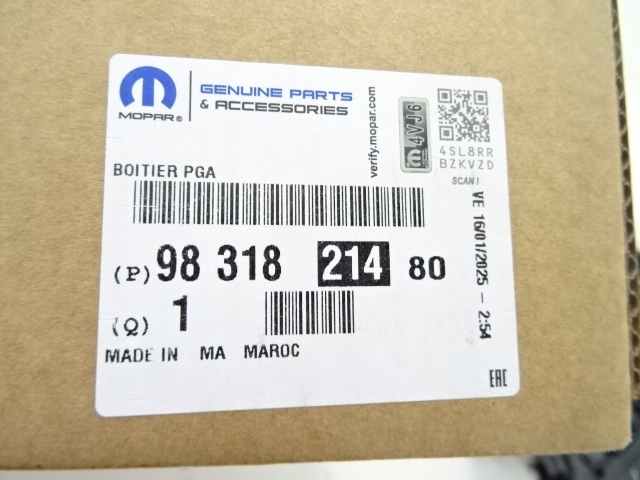 MOPAR®
GENUINE PARTS
& ACCESSORIES
verify.mopar.com
4VJ6
4SL8RR
BZKVZD
SCAN!
BOITIER PGA
VE 16/01/2025 - 2:54
(P) 98 318 214 80
(Q) 1
MADE IN MA MAROC
EAC